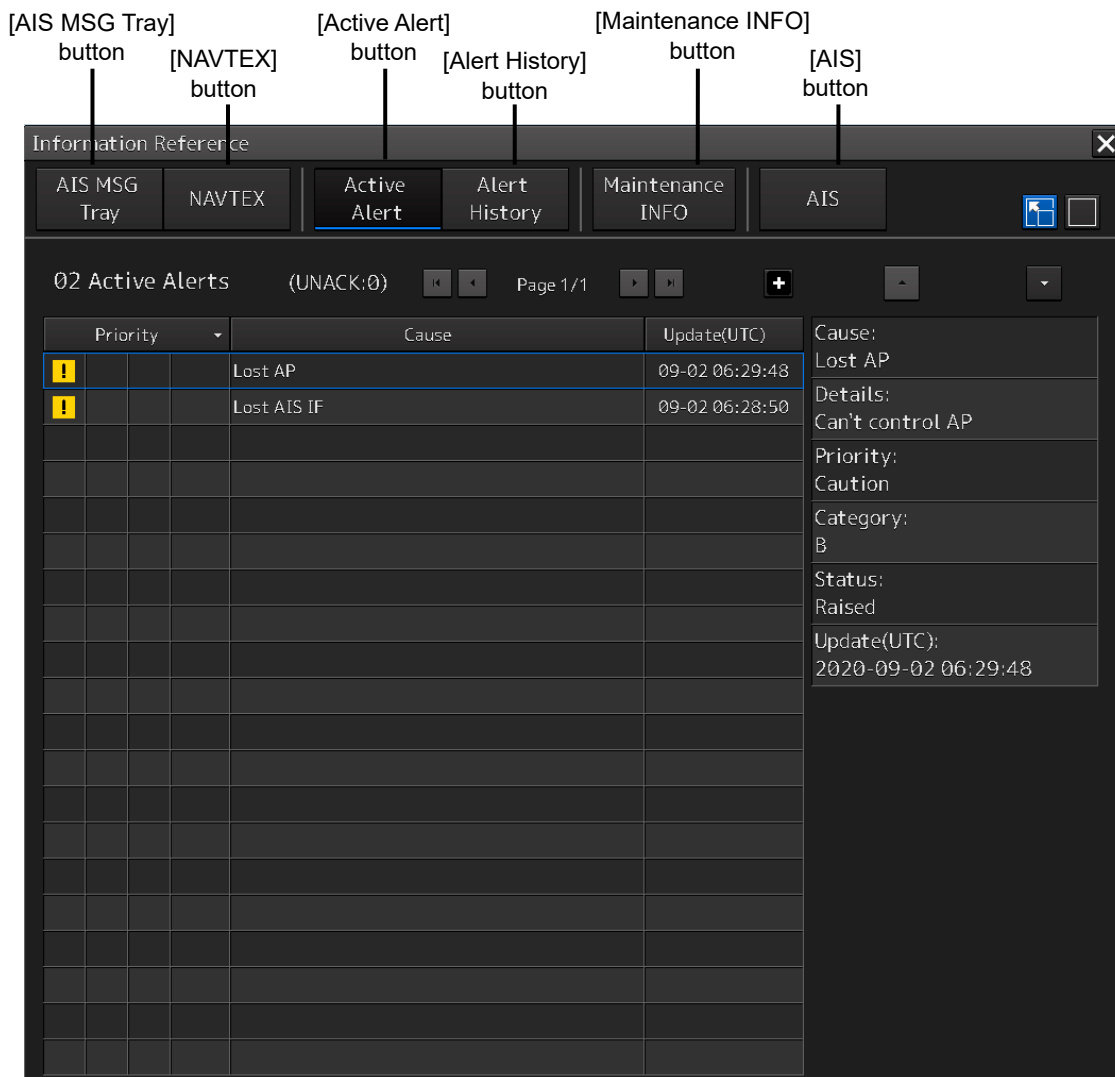 [AIS MSG Tray]
button
[NAVTEX]
button
[Active Alert]
button
[Alert History]
button
[Maintenance INFO]
button
[AIS]
button
Information Reference
AIS MSG
Tray
NAVTEX
Active
Alert
Alert
History
Maintenance
INFO
AIS
02 Active Alerts (UNACK:0) Page 1/1
Priority Cause Update(UTC)
Lost AP 09-02 06:29:48
Lost AIS IF 09-02 06:28:50
Cause:
Lost AP
Details:
Can't control AP
Priority:
Caution
Category:
B
Status:
Raised
Update(UTC):
2020-09-02 06:29:48